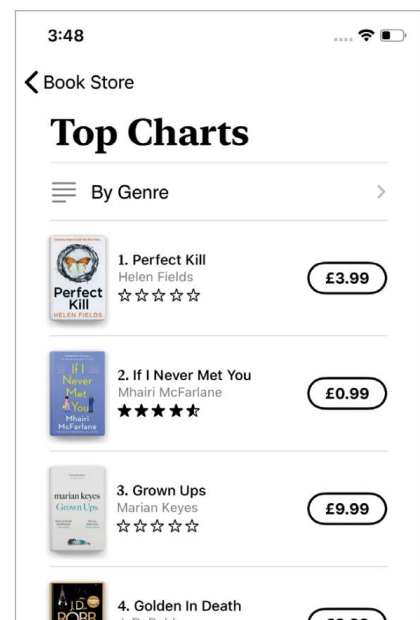 3:48
Book Store
Top Charts
By Genre
Perfect
Kill
HELEN FIELDS
1. Perfect Kill
Helen Fields
£3.99
If I
Never
Met
You
Mhairi
McFarlane
2. If I Never Met You
Mhairi McFarlane
£0.99
marian keyes
Grown Ups
3. Grown Ups
Marian Keyes
£9.99
J.D.
ROBB
4. Golden In Death